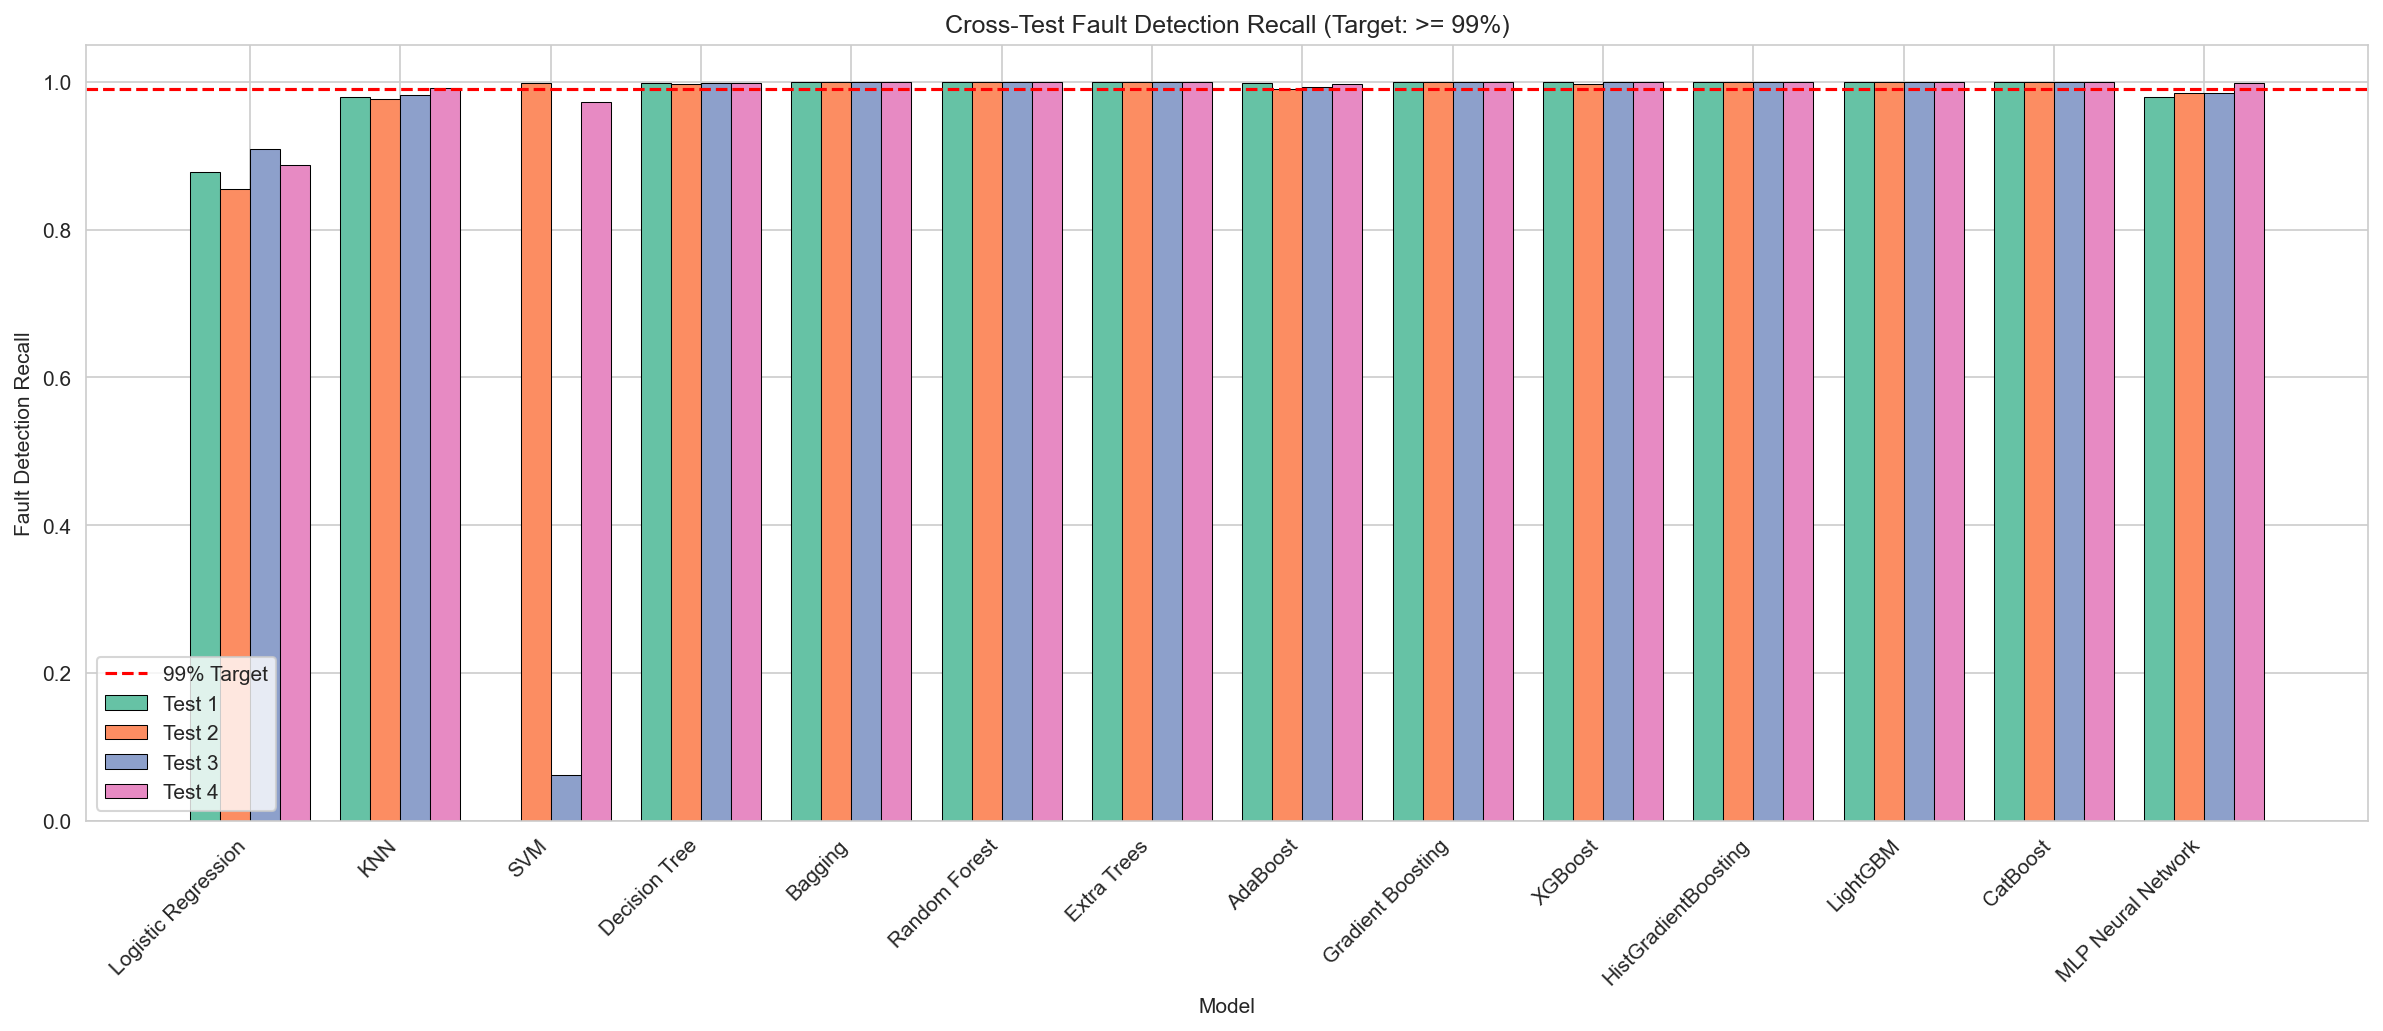 Cross-Test Fault Detection Recall (Target: >= 99%)
Fault Detection Recall
1.0
0.8
0.6
0.4
0.2
0.0
99% Target
Test 1
Test 2
Test 3
Test 4
Logistic Regression
KNN
SVM
Decision Tree
Bagging
Random Forest
Extra Trees
AdaBoost
Gradient Boosting
XGBoost
HistGradientBoosting
LightGBM
CatBoost
MLP Neural Network
Model